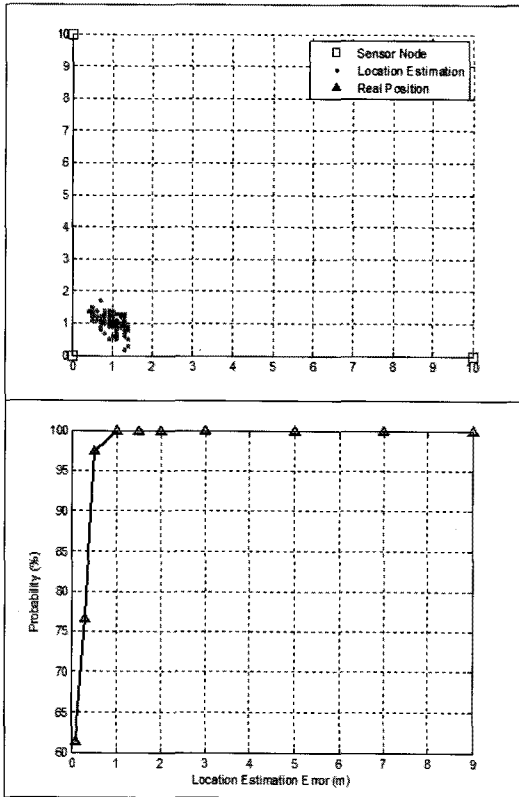 10
9
8
7
6
5
4
3
2
1
0
0 1 2 3 4 5 6 7 8 9 10
Sensor Node
Location Estimation
Real Position
100
95
90
85
80
75
70
65
60
Probability (%)
0 1 2 3 4 5 6 7 8 9
Location Estimation Error (m)